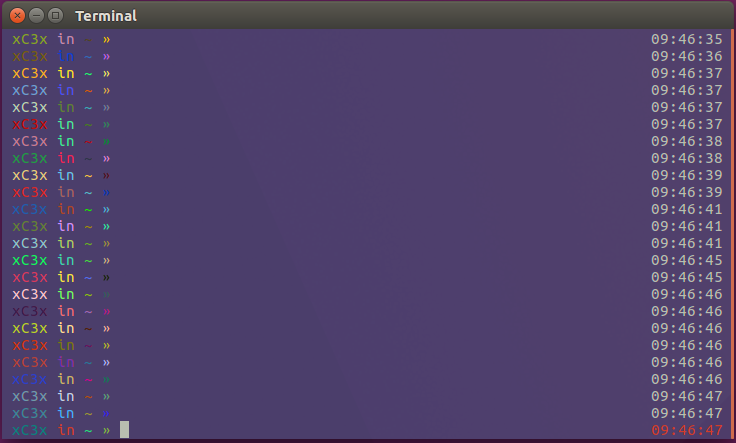 Terminal
xC3x in   » 09:46:35
xC3x in ~ » 09:46:36
xC3x in ~ » 09:46:37
xC3x in ~ » 09:46:37
xC3x in ~ » 09:46:37
xC3x in ~ » 09:46:37
xC3x in ~ » 09:46:38
xC3x in ~ » 09:46:38
xC3x in ~ » 09:46:39
xC3x in ~ » 09:46:39
xC3x in ~ » 09:46:41
xC3x in ~ » 09:46:41
xC3x in ~ » 09:46:41
xC3x in ~ » 09:46:45
xC3x in ~ » 09:46:45
xC3x in ~ » 09:46:46
xC3x in ~ » 09:46:46
xC3x in ~ » 09:46:46
xC3x in ~ » 09:46:46
xC3x in ~ » 09:46:46
xC3x in ~ » 09:46:46
xC3x in ~ » 09:46:47
xC3x in ~ » 09:46:47
xC3x in ~ » 09:46:47